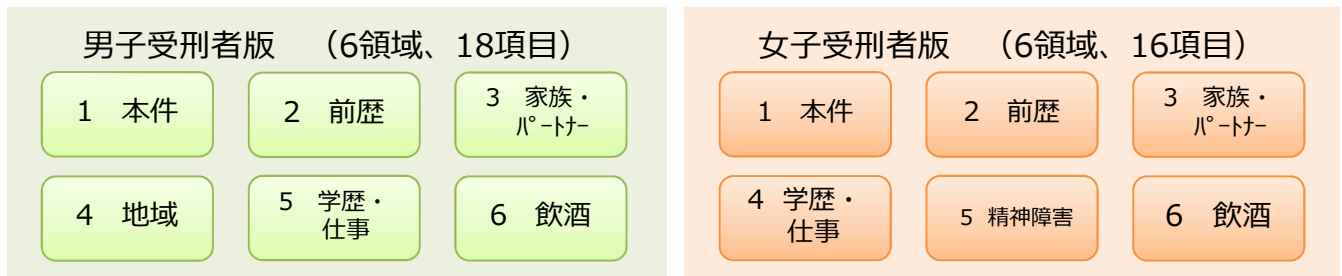 男子受刑者版　（6領域、18項目）
1　本件
2　前歴
3　家族・
ﾊﾟｰﾄﾅｰ
4　地域
5　学歴・
仕事
6　飲酒
女子受刑者版　（6領域、16項目）
1　本件
2　前歴
3　家族・
ﾊﾟｰﾄﾅｰ
4 学歴・
仕事
5 精神障害
6　飲酒